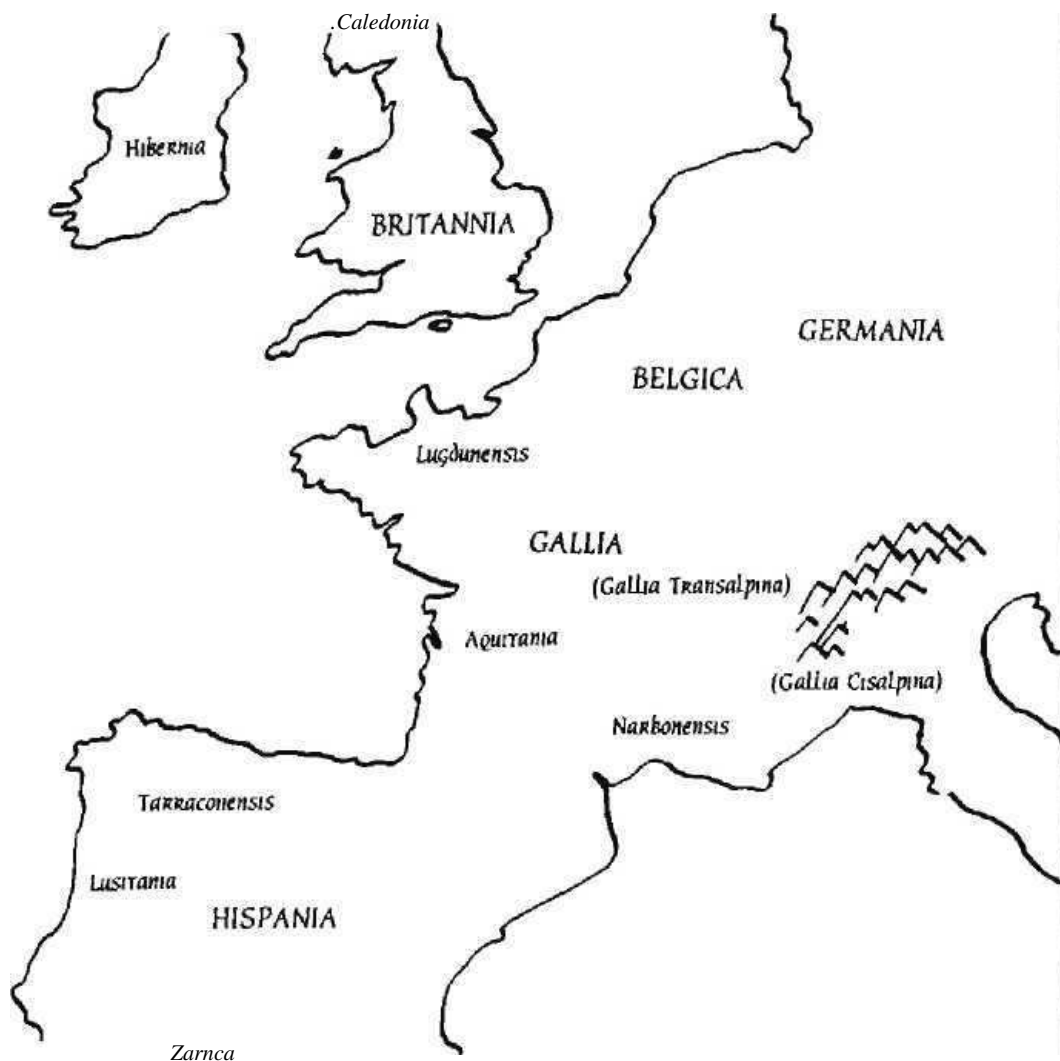 .Caledonia
Hibernia
BRITANNIA
GERMANIA
BELGICA
Lugdunensis
GALLIA
(Gallia Transalpina)
Aquitania
(Gallia Cisalpina)
Narbonensis
Tarraconensis
Lusitania
HISPANIA
Zarnca